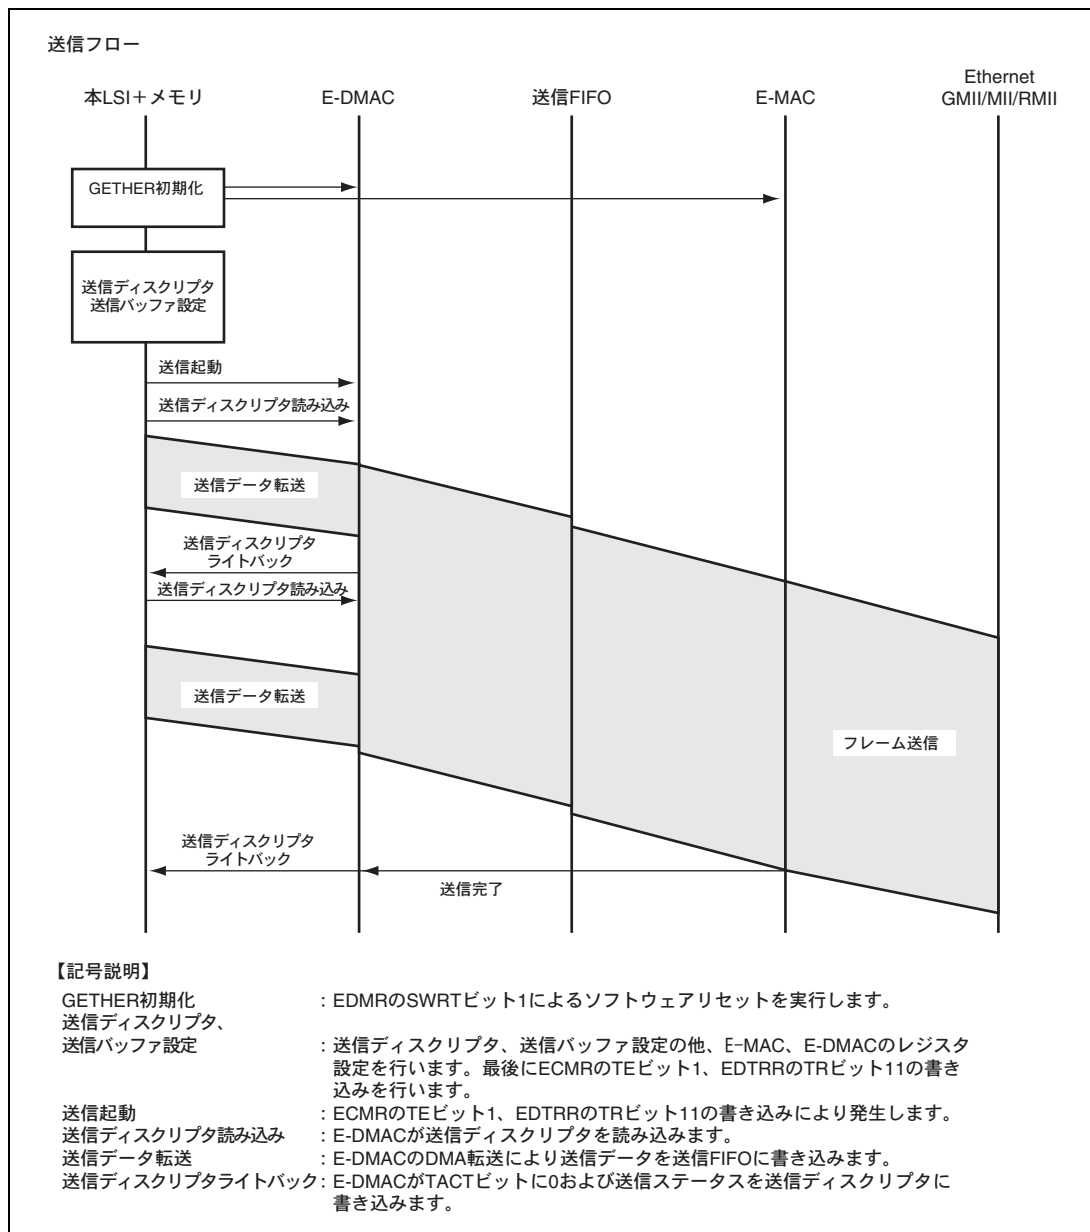 送信フロー
本LSI+メモリ
E-DMAC
送信FIFO
E-MAC
Ethernet
GMII/MII/RMII
GETHER初期化
送信ディスクリプタ
送信バッファ設定
送信起動
送信ディスクリプタ読み込み
送信データ転送
送信ディスクリプタ
ライトバック
送信ディスクリプタ読み込み
送信データ転送
フレーム送信
送信ディスクリプタ
ライトバック
送信完了
【記号説明】
GETHER初期化 : EDMRのSWRTビット1によるソフトウェアリセットを実行します。
送信ディスクリプタ、
送信バッファ設定 : 送信ディスクリプタ、送信バッファ設定の他、E-MAC、E-DMACのレジスタ
設定を行います。最後にECMRのTEビット1、EDTRRのTRビット11の書き
込みを行います。
送信起動 : ECMRのTEビット1、EDTRRのTRビット11の書き込みにより発生します。
送信ディスクリプタ読み込み : E-DMACが送信ディスクリプタを読み込みます。
送信データ転送 : E-DMACのDMA転送により送信データを送信FIFOに書き込みます。
送信ディスクリプタライトバック : E-DMACがTACTビットに0および送信ステータスを送信ディスクリプタに
書き込みます。